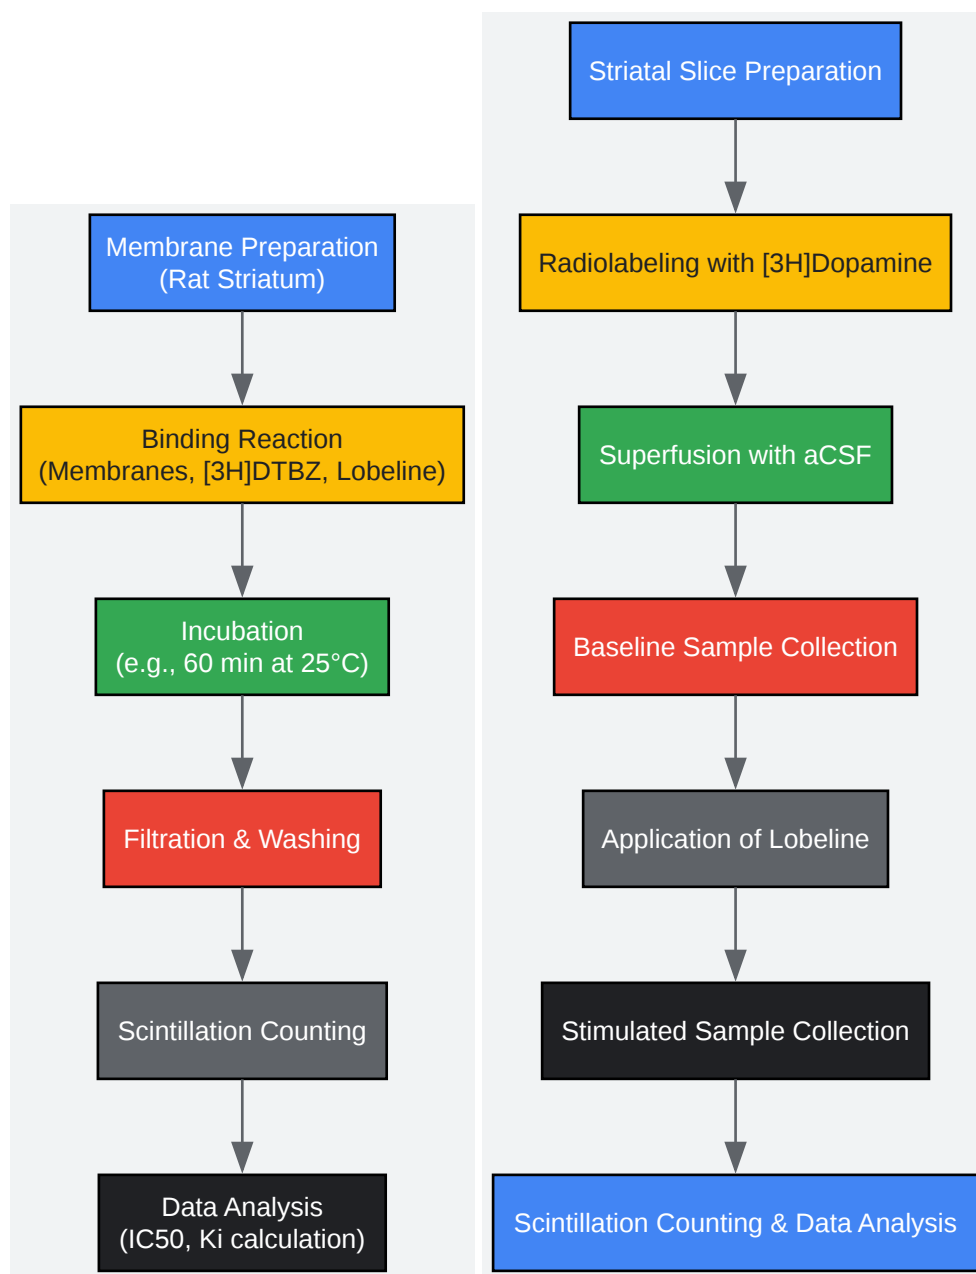 Membrane Preparation
(Rat Striatum)
Binding Reaction
(Membranes, [3H]DTBZ, Lobeline)
Incubation
(e.g., 60 min at 25°C)
Filtration & Washing
Scintillation Counting
Data Analysis
(IC50, Ki calculation)
Striatal Slice Preparation
Radiolabeling with [3H]Dopamine
Superfusion with aCSF
Baseline Sample Collection
Application of Lobeline
Stimulated Sample Collection
Scintillation Counting & Data Analysis